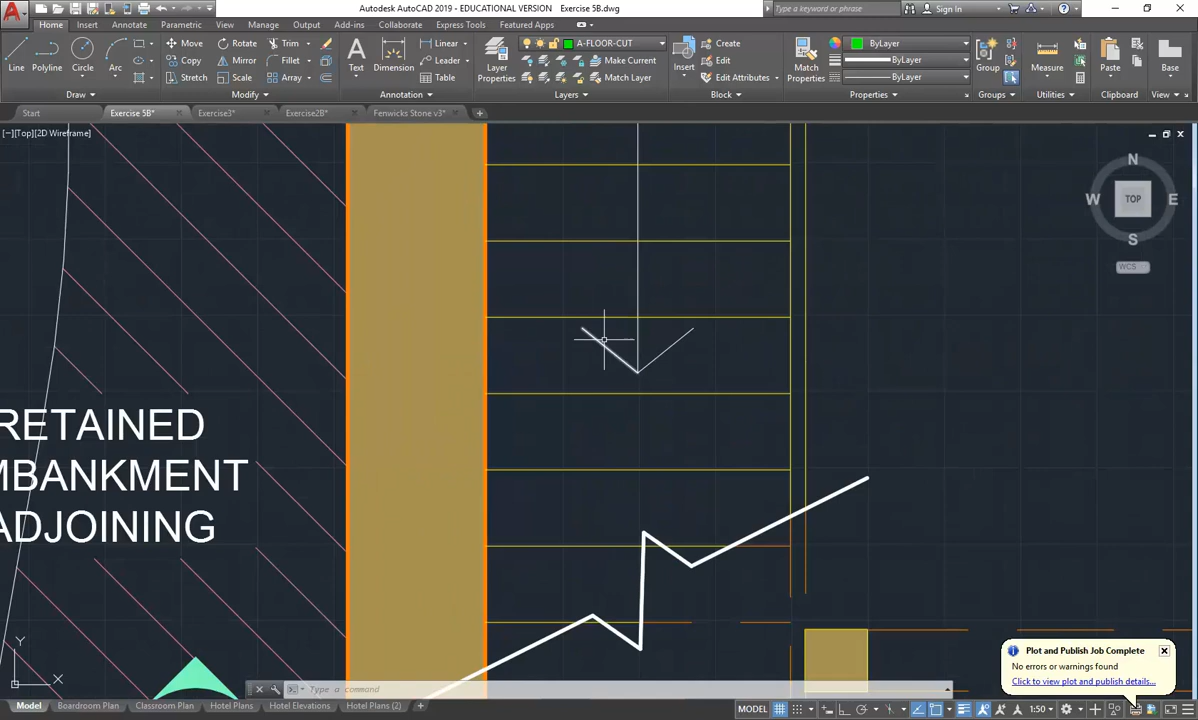 Autodesk AutoCAD 2019 - EDUCATIONAL VERSION Exercise 5B.dwg
Type a keyword or phrase
Sign In
Home Insert Annotate Parametric View Manage Output Add-ins Collaborate Express Tools Featured Apps
Line Polyline Circle Arc
Move Rotate Trim
Copy Mirror Fillet
Stretch Scale Array
Text Dimension
Linear
Leader
Table
Layer Properties
A-FLOOR-CUT
Make Current
Match Layer
Insert
Create
Edit
Edit Attributes
Match Properties
ByLayer
ByLayer
ByLayer
Group
Measure
Paste
Base
Draw Modify Annotation Layers Block Properties Groups Utilities Clipboard View
Start Exercise 5B* Exercise3* Exercise2B* Fenwicks Stone v3*
[−][Top][2D Wireframe]
N
W TOP E
S
WCS
RETAINED
MBANKMENT
ADJOINING
Y
X
Type a command
Plot and Publish Job Complete
No errors or warnings found
Click to view plot and publish details...
Model Boardroom Plan Classroom Plan Hotel Plans Hotel Elevations Hotel Plans (2)
MODEL
1:50